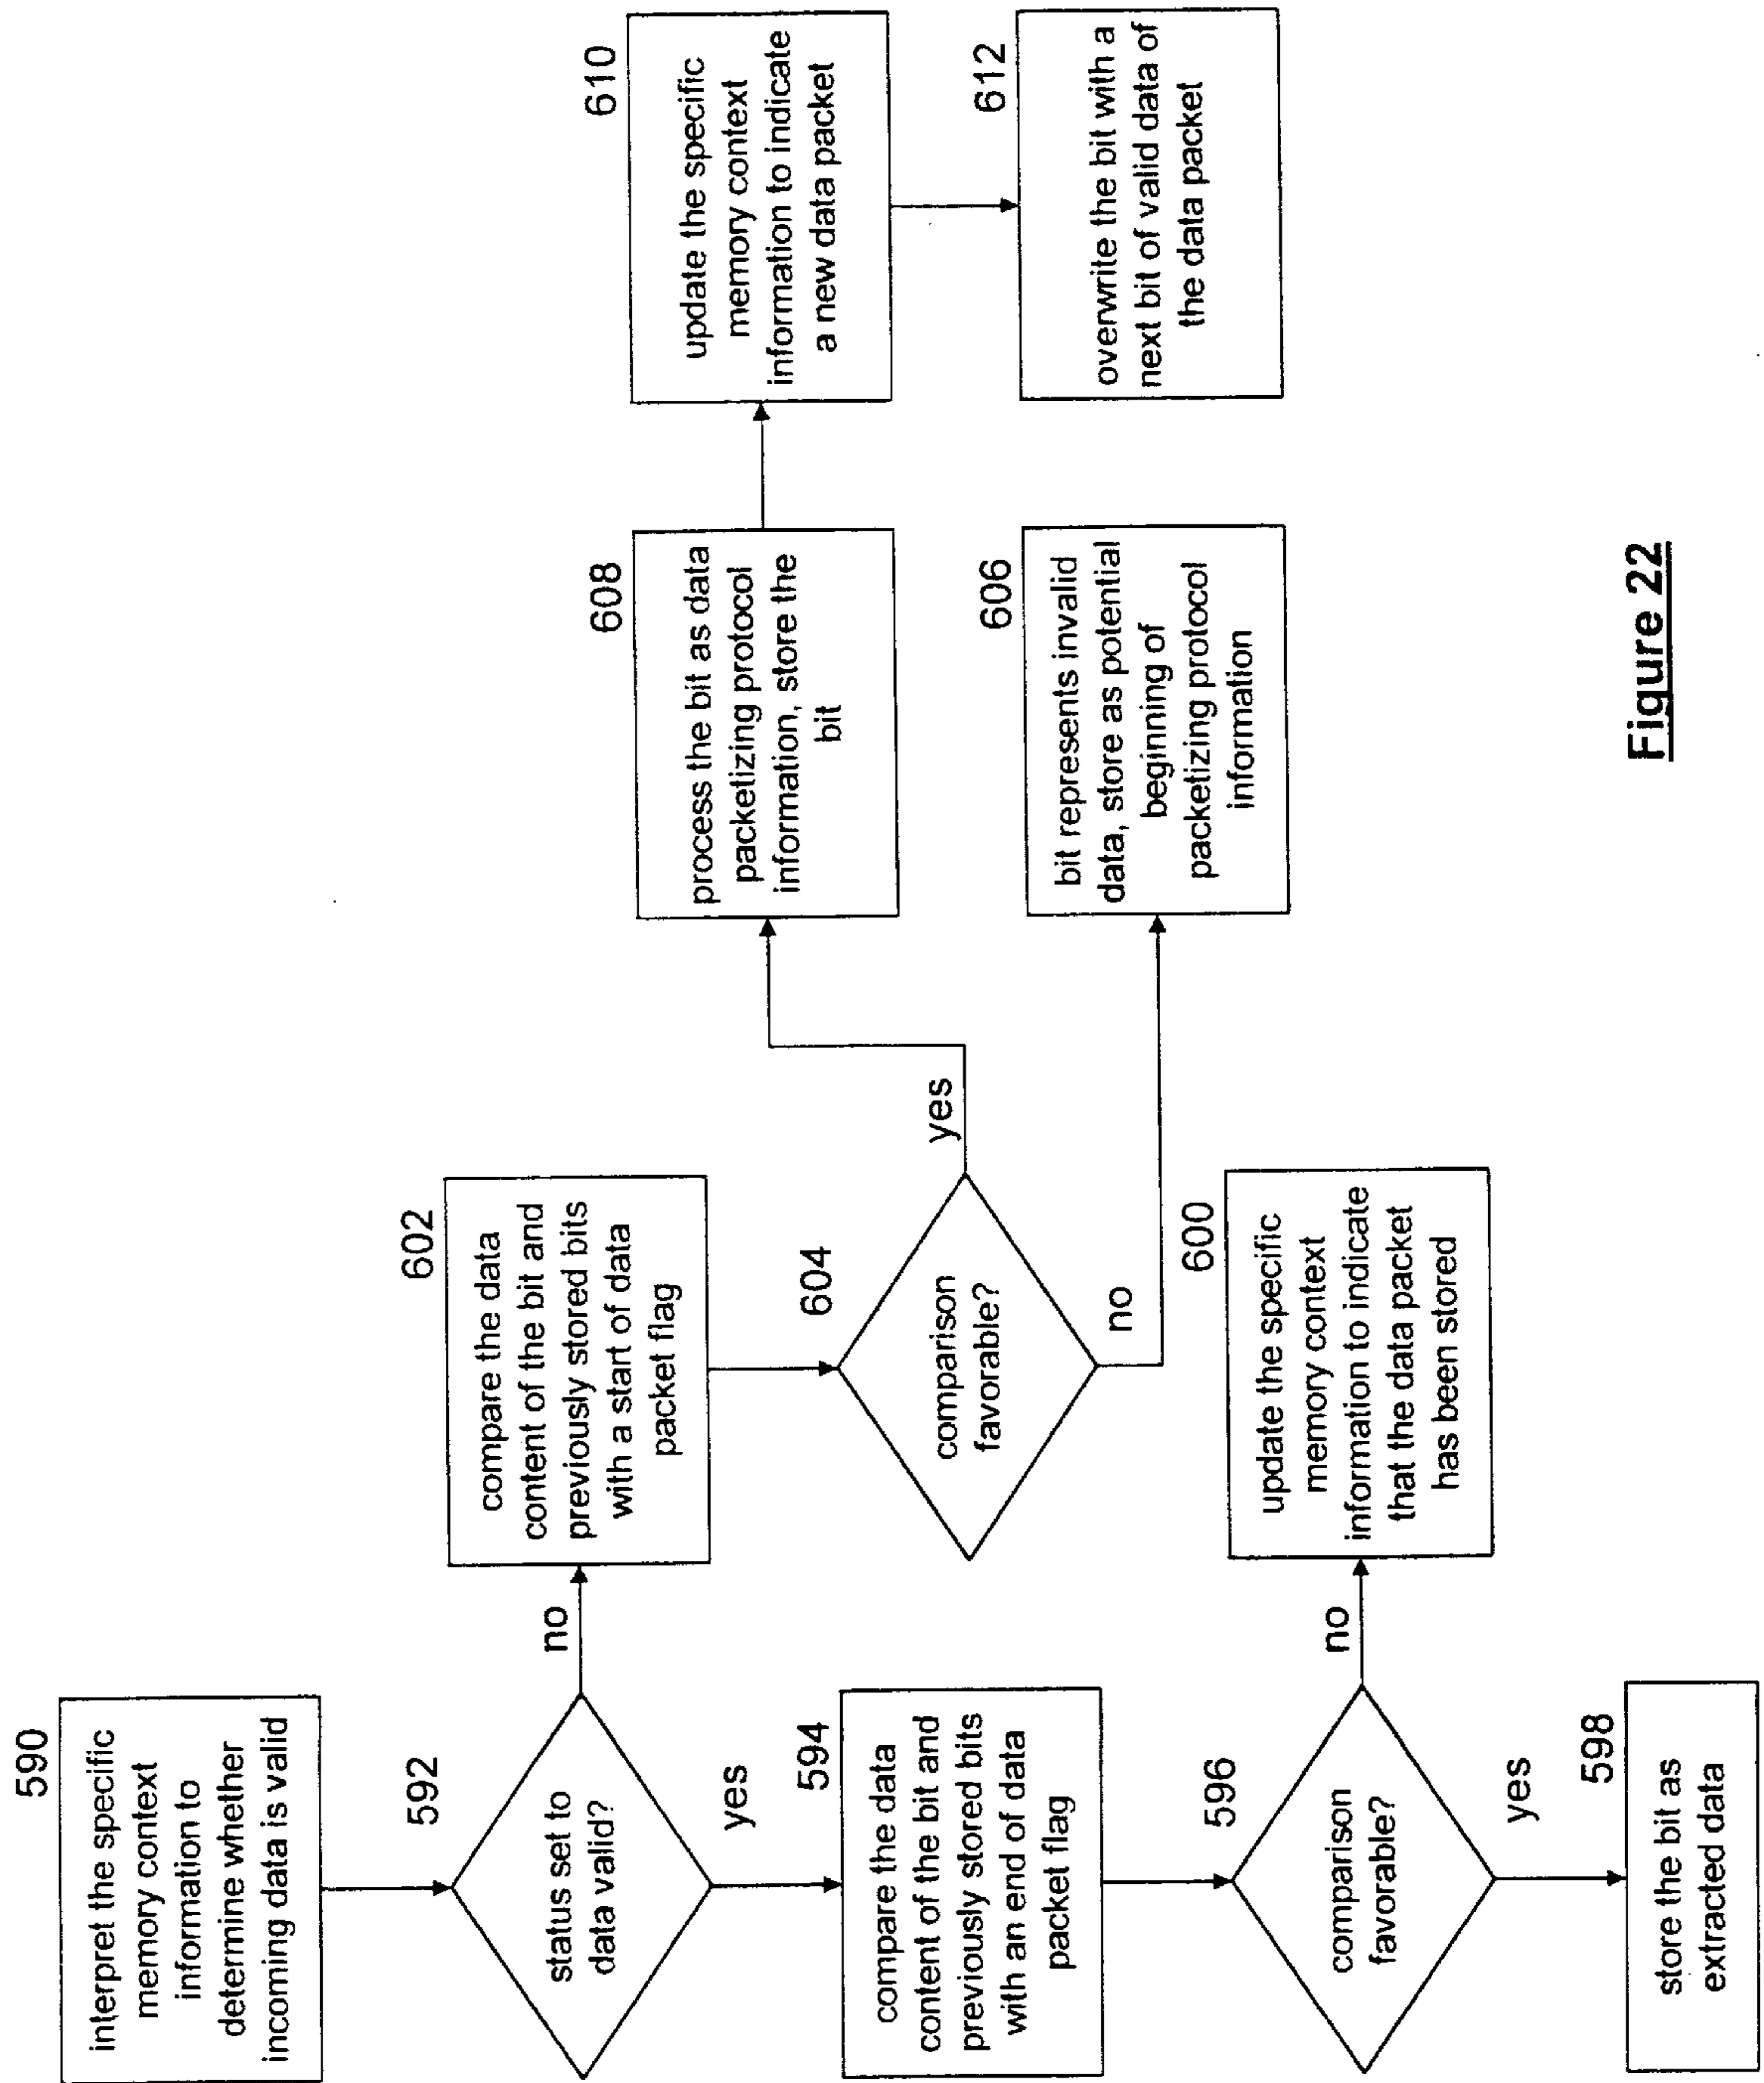 590
interpret the specific
memory context
information to
determine whether
incoming data is valid
592
status set to
data valid?
no
yes
594
compare the data
content of the bit and
previously stored bits
with an end of data
packet flag
596
comparison
favorable?
no
yes
598
store the bit as
extracted data
600
update the specific
memory context
information to indicate
that the data packet
has been stored
602
compare the data
content of the bit and
previously stored bits
with a start of data
packet flag
604
comparison
favorable?
yes
no
606
bit represents invalid
data, store as potential
beginning of
packetizing protocol
information
608
process the bit as data
packetizing protocol
information, store the
bit
610
update the specific
memory context
information to indicate
a new data packet
612
overwrite the bit with a
next bit of valid data of
the data packet
Figure 22